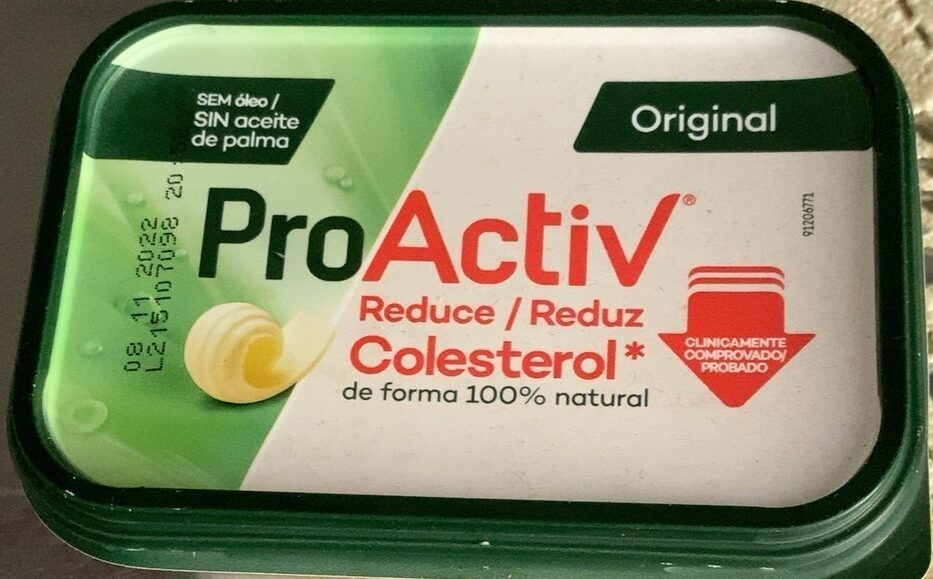 SEM óleo /
SIN aceite
de palma
Original
ProActiv®
Reduce / Reduz
Colesterol*
de forma 100% natural
CLINICAMENTE
COMPROVADO/
PROBADO
08 11 2022
L215107098
91206771